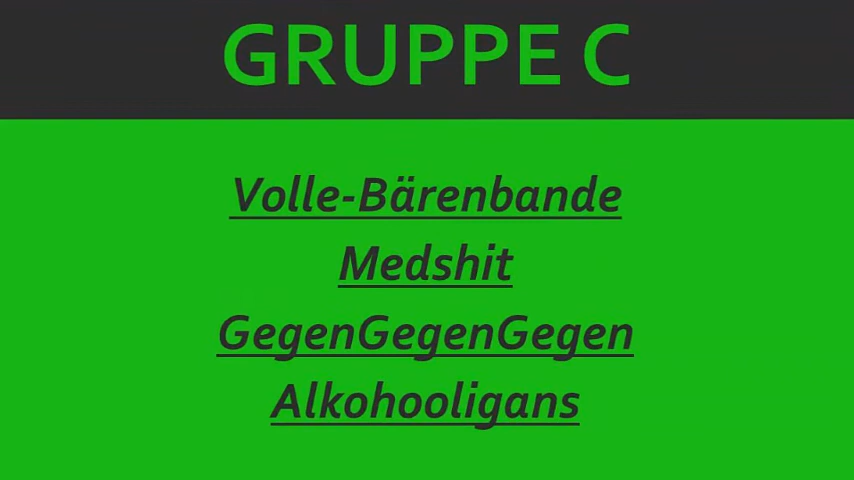 GRUPPE C
Volle-Bärenbande
Medshit
GegenGegenGegen
Alkohooligans